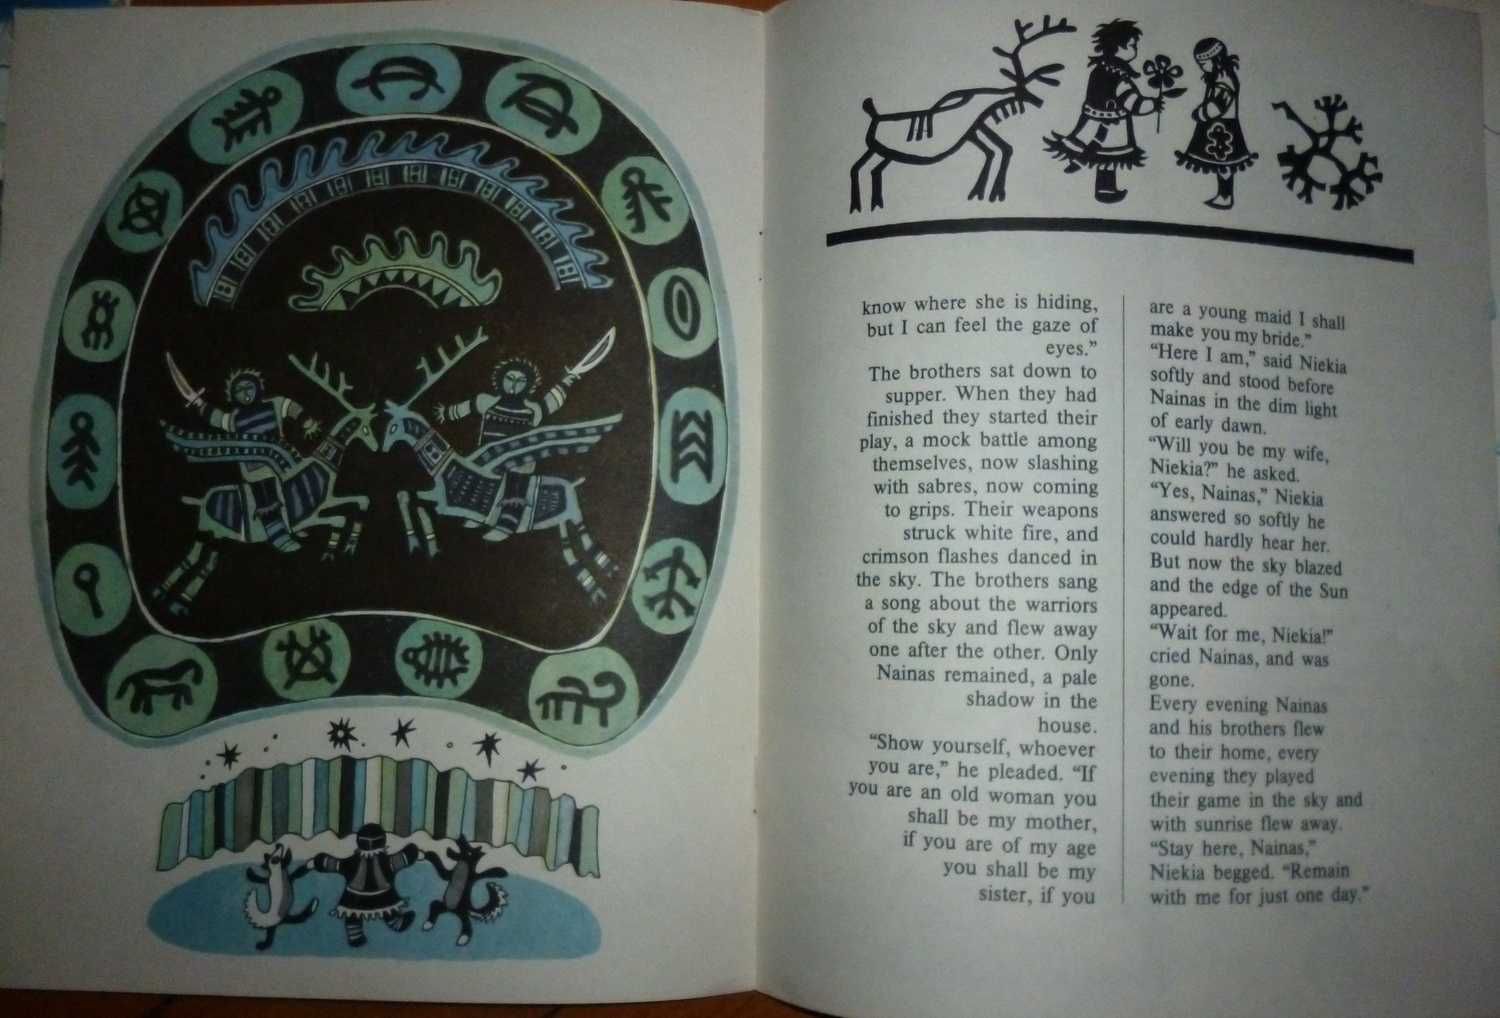 know where she is hiding,
but I can feel the gaze of
eyes.”
The brothers sat down to
supper. When they had
finished they started their
play, a mock battle among
themselves, now slashing
with sabres, now coming
to grips. Their weapons
struck white fire, and
crimson flashes danced in
the sky. The brothers sang
a song about the warriors
of the sky and flew away
one after the other. Only
Nainas remained, a pale
shadow in the
house.
“Show yourself, whoever
you are,” he pleaded. “If
you are an old woman you
shall be my mother,
if you are of my age
you shall be my
sister, if you
are a young maid I shall
make you my bride.”
“Here I am,” said Niekia
softly and stood before
Nainas in the dim light
of early dawn.
“Will you be my wife,
Niekia?” he asked.
“Yes, Nainas,” Niekia
answered so softly he
could hardly hear her.
But now the sky blazed
and the edge of the Sun
appeared.
“Wait for me, Niekia!”
cried Nainas, and was
gone.
Every evening Nainas
and his brothers flew
to their home, every
evening they played
their game in the sky and
with sunrise flew away.
“Stay here, Nainas,”
Niekia begged. “Remain
with me for just one day.”